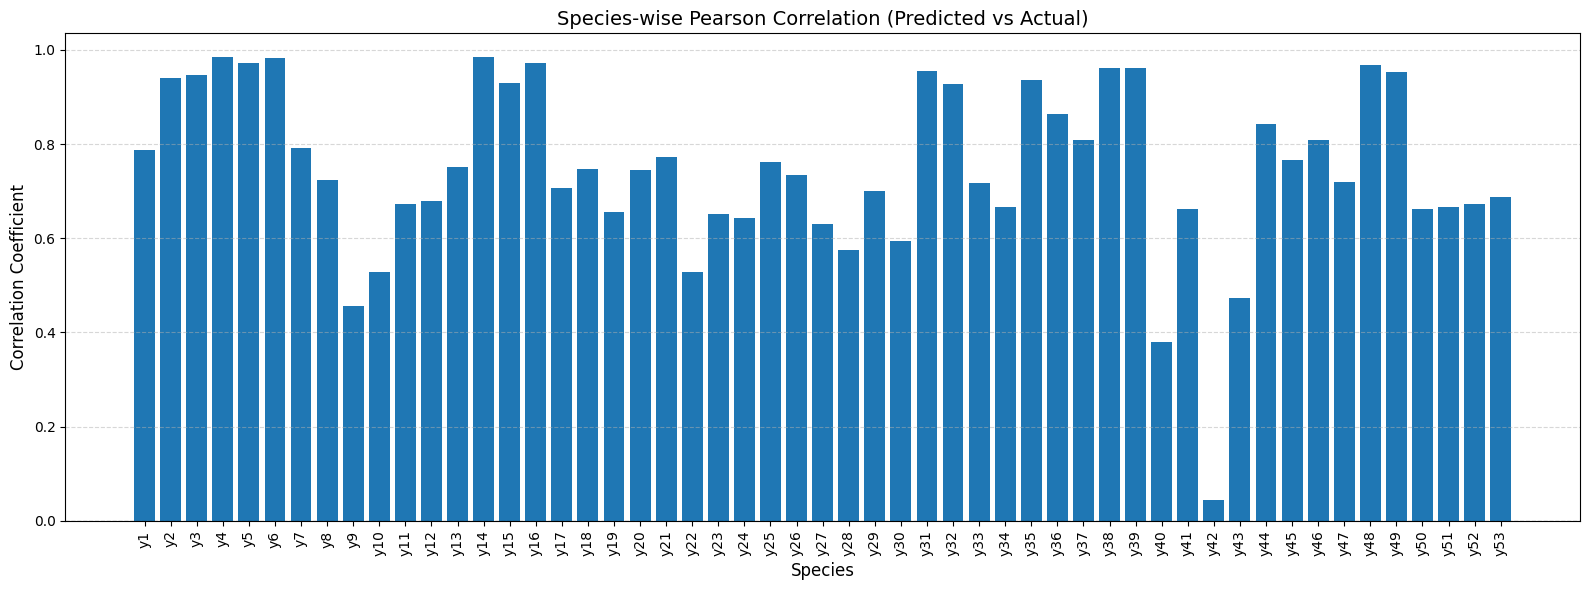 Species-wise Pearson Correlation (Predicted vs Actual)
Correlation Coefficient
1.0
0.8
0.6
0.4
0.2
0.0
y1 y2 y3 y4 y5 y6 y7 y8 y9 y10 y11 y12 y13 y14 y15 y16 y17 y18 y19 y20 y21 y22 y23 y24 y25 y26 y27 y28 y29 y30 y31 y32 y33 y34 y35 y36 y37 y38 y39 y40 y41 y42 y43 y44 y45 y46 y47 y48 y49 y50 y51 y52 y53
Species